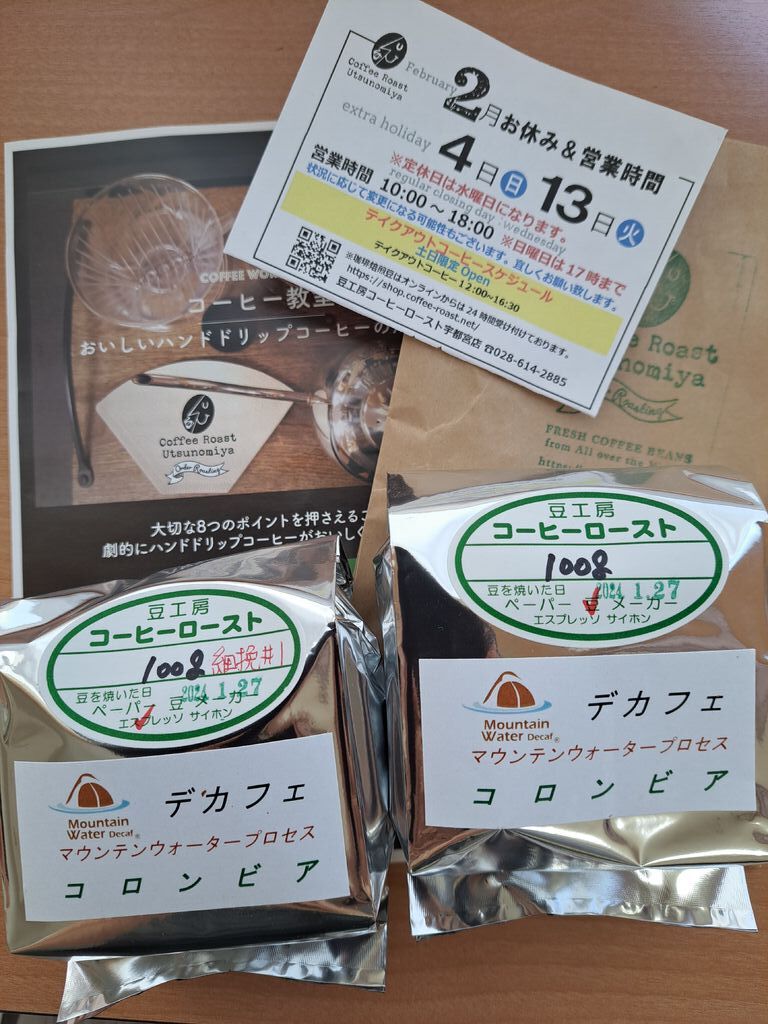 Coffee Roast
Utsunomiya
February
2月お休み&営業時間
extra holiday
4日日 13日火
※定休日は水曜日になります。
regular closing day : wednesday
営業時間 10:00〜18:00 ※日曜日は17時まで
状況に応じて変更になる可能性もございます。宜しくお願い致します。
テイクアウトコーヒースケジュール
土日限定 Open
テイクアウトコーヒー 12:00~16:30
※珈琲焙煎豆はオンラインからは24時間受け付けております。
https://shop.coffee-roast.net/
豆工房コーヒーロースト宇都宮店 ☎028-614-2885
COFFEE
コーヒー教室
おいしいハンドドリップコーヒーの
Coffee Roast
Utsunomiya
Order Roasting
大切な8つのポイントを押さえるこ
劇的にハンドドリップコーヒーがおいしく
Roast
Roasting
FRESH COFFEE BEANS
from All over the
https:
豆工房
コーヒーロースト
100g
豆を焼いた日 2024 1.27
ペーパー 豆 メーカー
エスプレッソ サイホン
Mountain
Water Decaf®
デカフェ
マウンテンウォータープロセス
コロンビア
豆工房
コーヒーロースト
100g 細挽#1
豆を焼いた日 2024 1.27
ペーパー 豆 メーカー
エスプレッソ サイホン
Mountain
Water Decaf®
デカフェ
マウンテンウォータープロセス
コロンビア